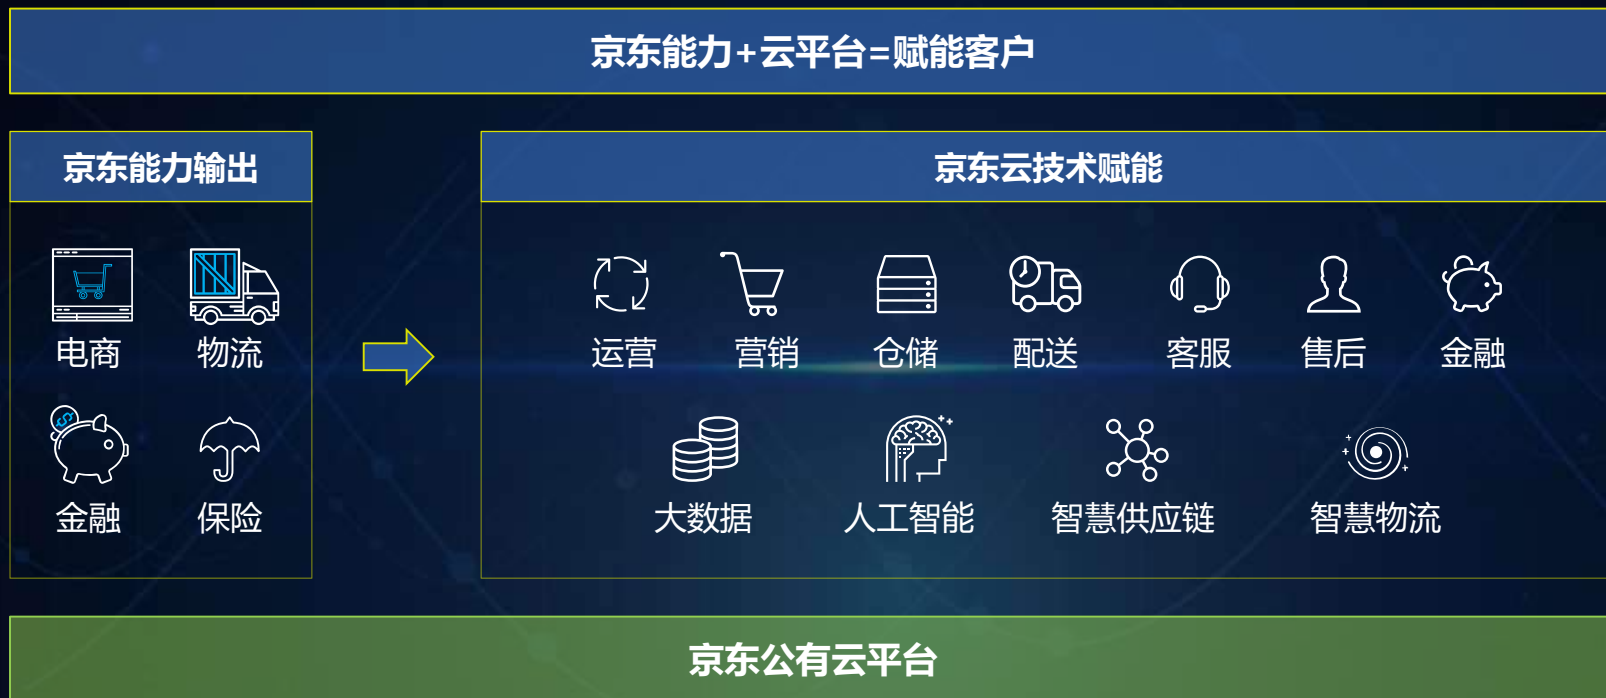 京东能力+云平台=赋能客户
京东能力输出
电商 物流
金融 保险
京东云技术赋能
运营 营销 仓储 配送 客服 售后 金融
大数据 人工智能 智慧供应链 智慧物流
京东公有云平台